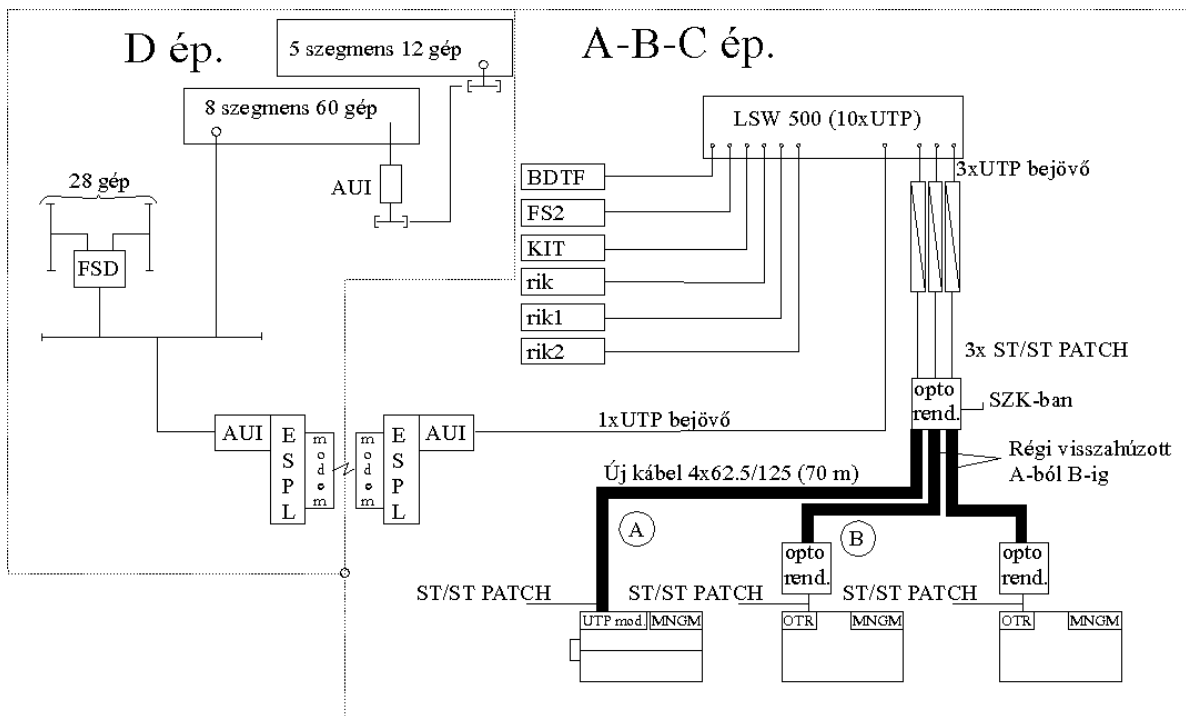 D ép.
5 szegmens 12 gép
8 szegmens 60 gép
AUI
28 gép
FSD
AUI
ESPL
modem
modem
ESPL
AUI
A-B-C ép.
LSW 500 (10xUTP)
3xUTP bejövő
BDTF
FS2
KIT
rik
rik1
rik2
3x ST/ST PATCH
opto
rend.
SZK-ban
1xUTP bejövő
Régi visszahúzott
A-ból B-ig
Új kábel 4x62.5/125 (70 m)
A
B
opto
rend.
opto
rend.
ST/ST PATCH
ST/ST PATCH
ST/ST PATCH
UTP mod.
MNGM
OTR
MNGM
OTR
MNGM